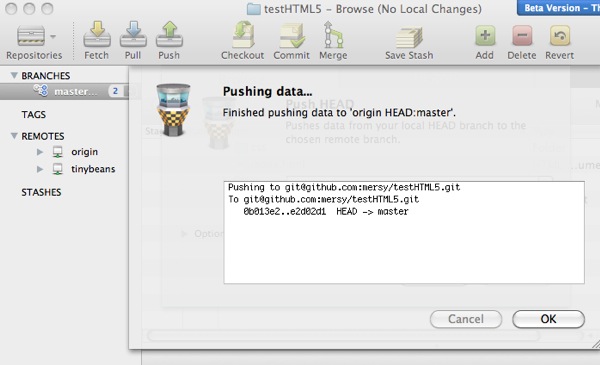 testHTML5 – Browse (No Local Changes)
Beta Version – Th
Repositories
Fetch
Pull
Push
Checkout
Commit
Merge
Save Stash
Add
Delete
Revert
BRANCHES
master... 2
TAGS
REMOTES
origin
tinybeans
STASHES
Pushing data...
Finished pushing data to 'origin HEAD:master'.
Push HEAD
Pushes data from your local HEAD branch to the
chosen remote branch.
Pushing to git@github.com:mersy/testHTML5.git
To git@github.com:mersy/testHTML5.git
0b013e2..e2d02d1 HEAD -> master
Cancel
OK